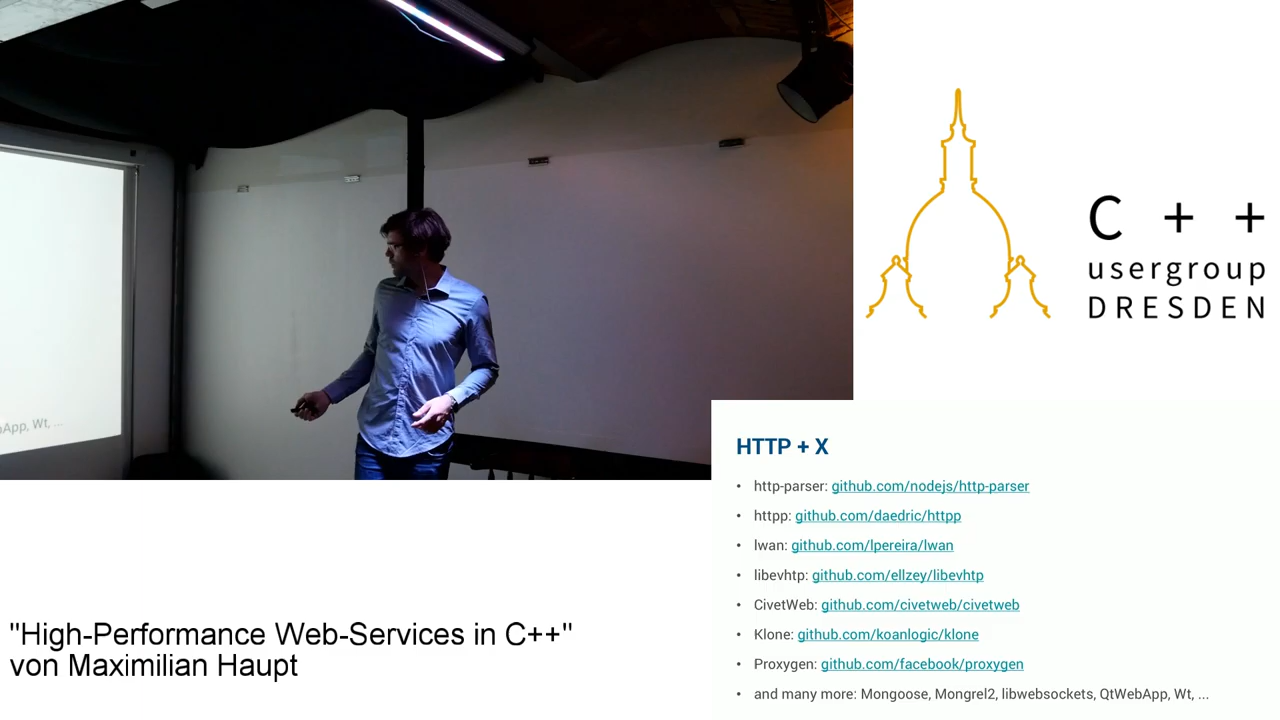 App, Wt, ...
C + +
usergroup
DRESDEN
HTTP + X
• http-parser: github.com/nodejs/http-parser
• httpp: github.com/daedric/httpp
• lwan: github.com/lpereira/lwan
• libevhtp: github.com/ellzey/libevhtp
• CivetWeb: github.com/civetweb/civetweb
• Klone: github.com/koanlogic/klone
• Proxygen: github.com/facebook/proxygen
• and many more: Mongoose, Mongrel2, libwebsockets, QtWebApp, Wt, ...
"High-Performance Web-Services in C++"
von Maximilian Haupt